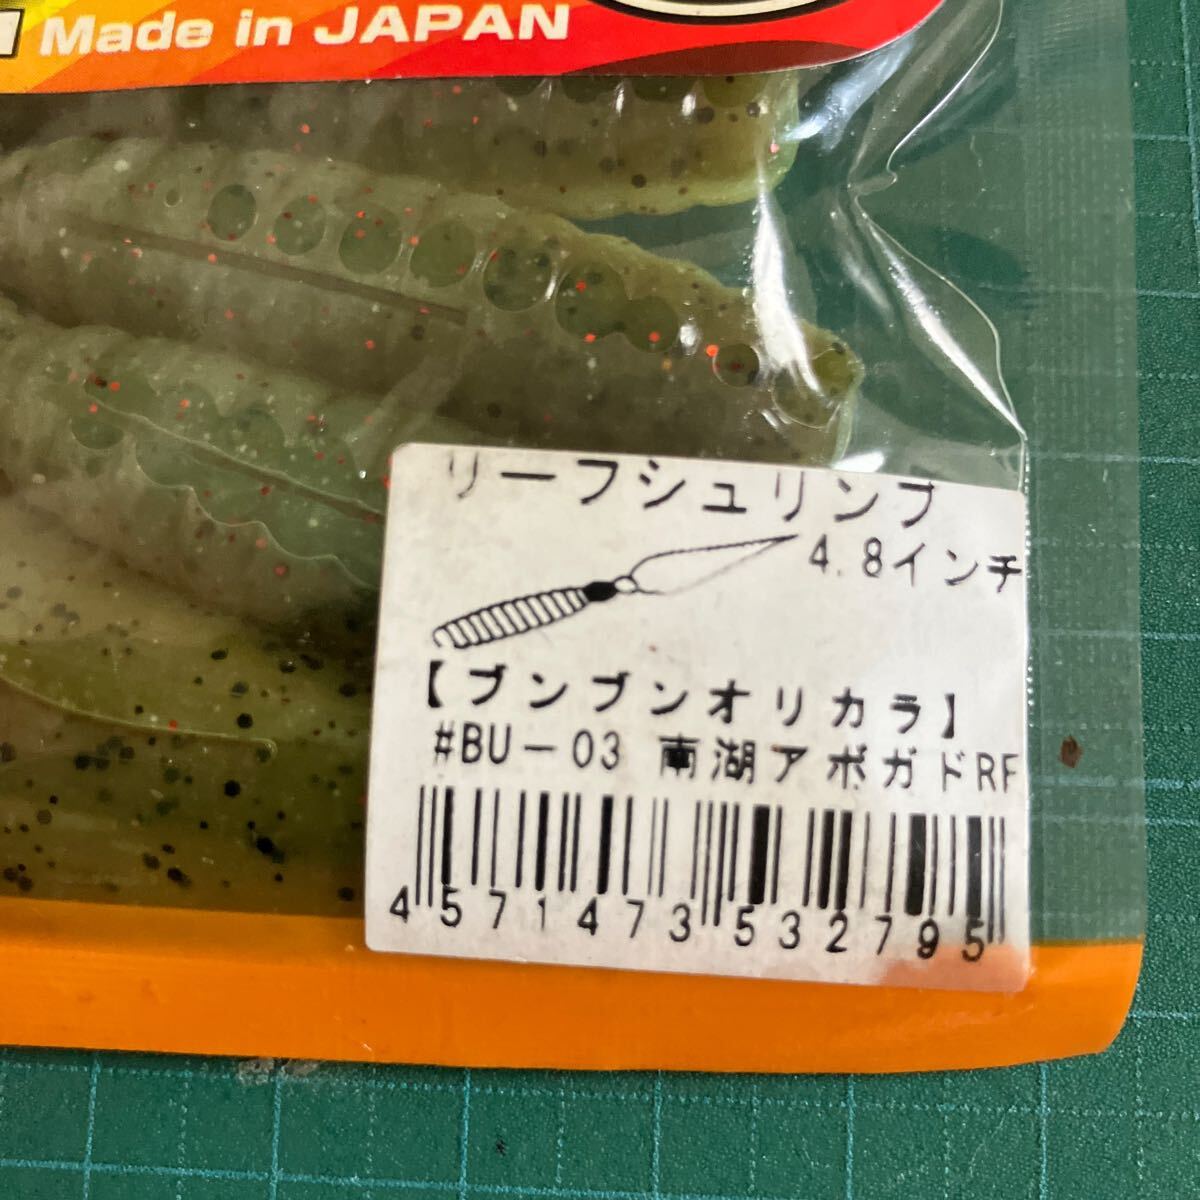 Made in JAPAN
リーフシュリンプ
4.8インチ
【ブンブンオリカラ】
#BU-03 南湖アボガドRF
4571473532795